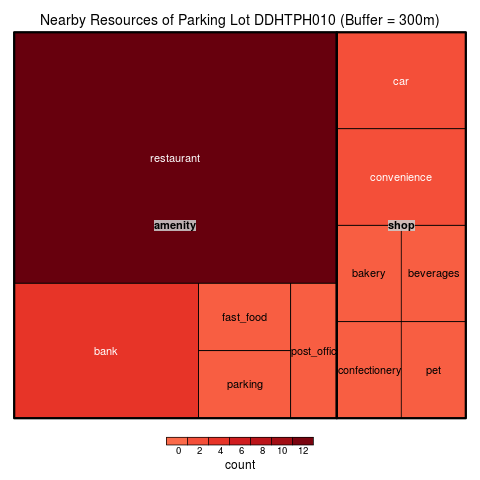 Nearby Resources of Parking Lot DDHTPH010 (Buffer = 300m)
car
restaurant
convenience
amenity
shop
bakery
beverages
fast_food
bank
post_offic
confectionery
pet
parking
0 2 4 6 8 10 12
count